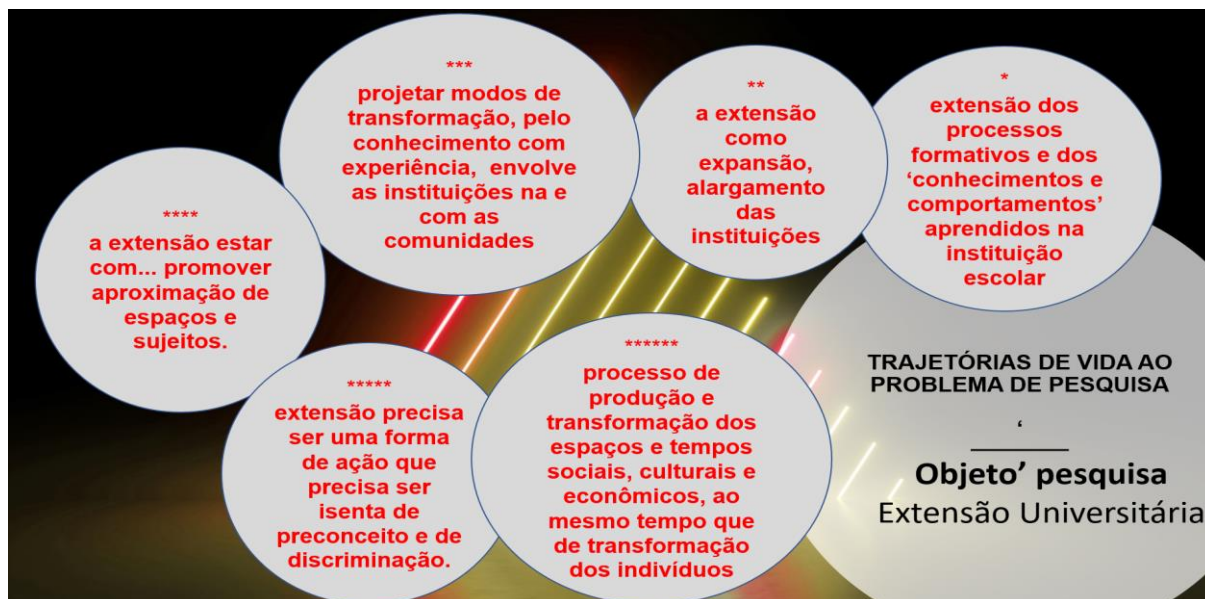 ***
projetar modos de
transformação, pelo
conhecimento com
experiência, envolve
as instituições na e
com as
comunidades
**
a extensão
como
expansão,
alargamento
das
instituições
*
extensão dos
processos
formativos e dos
‘conhecimentos e
comportamentos’
aprendidos na
instituição
escolar
****
a extensão estar
com... promover
aproximação de
espaços e
sujeitos.
*****
extensão precisa
ser uma forma
de ação que
precisa ser
isenta de
preconceito e de
discriminação.
******
processo de
produção e
transformação dos
espaços e tempos
sociais, culturais e
econômicos, ao
mesmo tempo que
de transformação
dos indivíduos
TRAJETÓRIAS DE VIDA AO
PROBLEMA DE PESQUISA
‘
Objeto’ pesquisa
Extensão Universitária